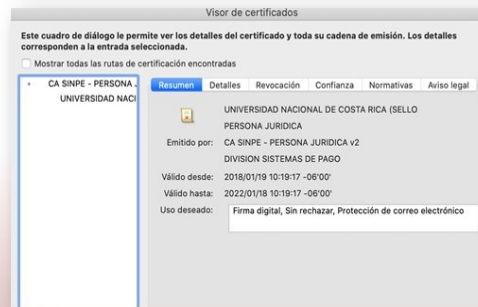 Visor de certificados
Este cuadro de diálogo le permite ver los detalles del certificado y toda su cadena de emisión. Los detalles
corresponden a la entrada seleccionada.
Mostrar todas las rutas de certificación encontradas
CA SINPE - PERSONA
UNIVERSIDAD NACI
Resumen Detalles Revocación Confianza Normativas Aviso legal
UNIVERSIDAD NACIONAL DE COSTA RICA (SELLO
PERSONA JURIDICA
Emitido por: CA SINPE - PERSONA JURIDICA v2
DIVISION SISTEMAS DE PAGO
Válido desde: 2018/01/19 10:19:17 -06'00'
Válido hasta: 2022/01/18 10:19:17 -06'00'
Uso deseado: Firma digital, Sin rechazar, Protección de correo electrónico